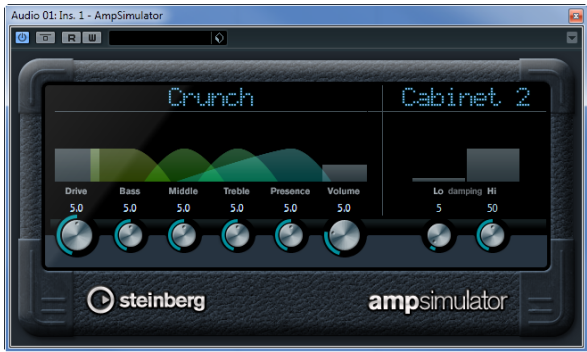 Audio 01: Ins. 1 - AmpSimulator
R W
Crunch Cabinet 2
Drive Bass Middle Treble Presence Volume Lo damping Hi
5.0 5.0 5.0 5.0 5.0 5.0 5 50
steinberg ampsimulator